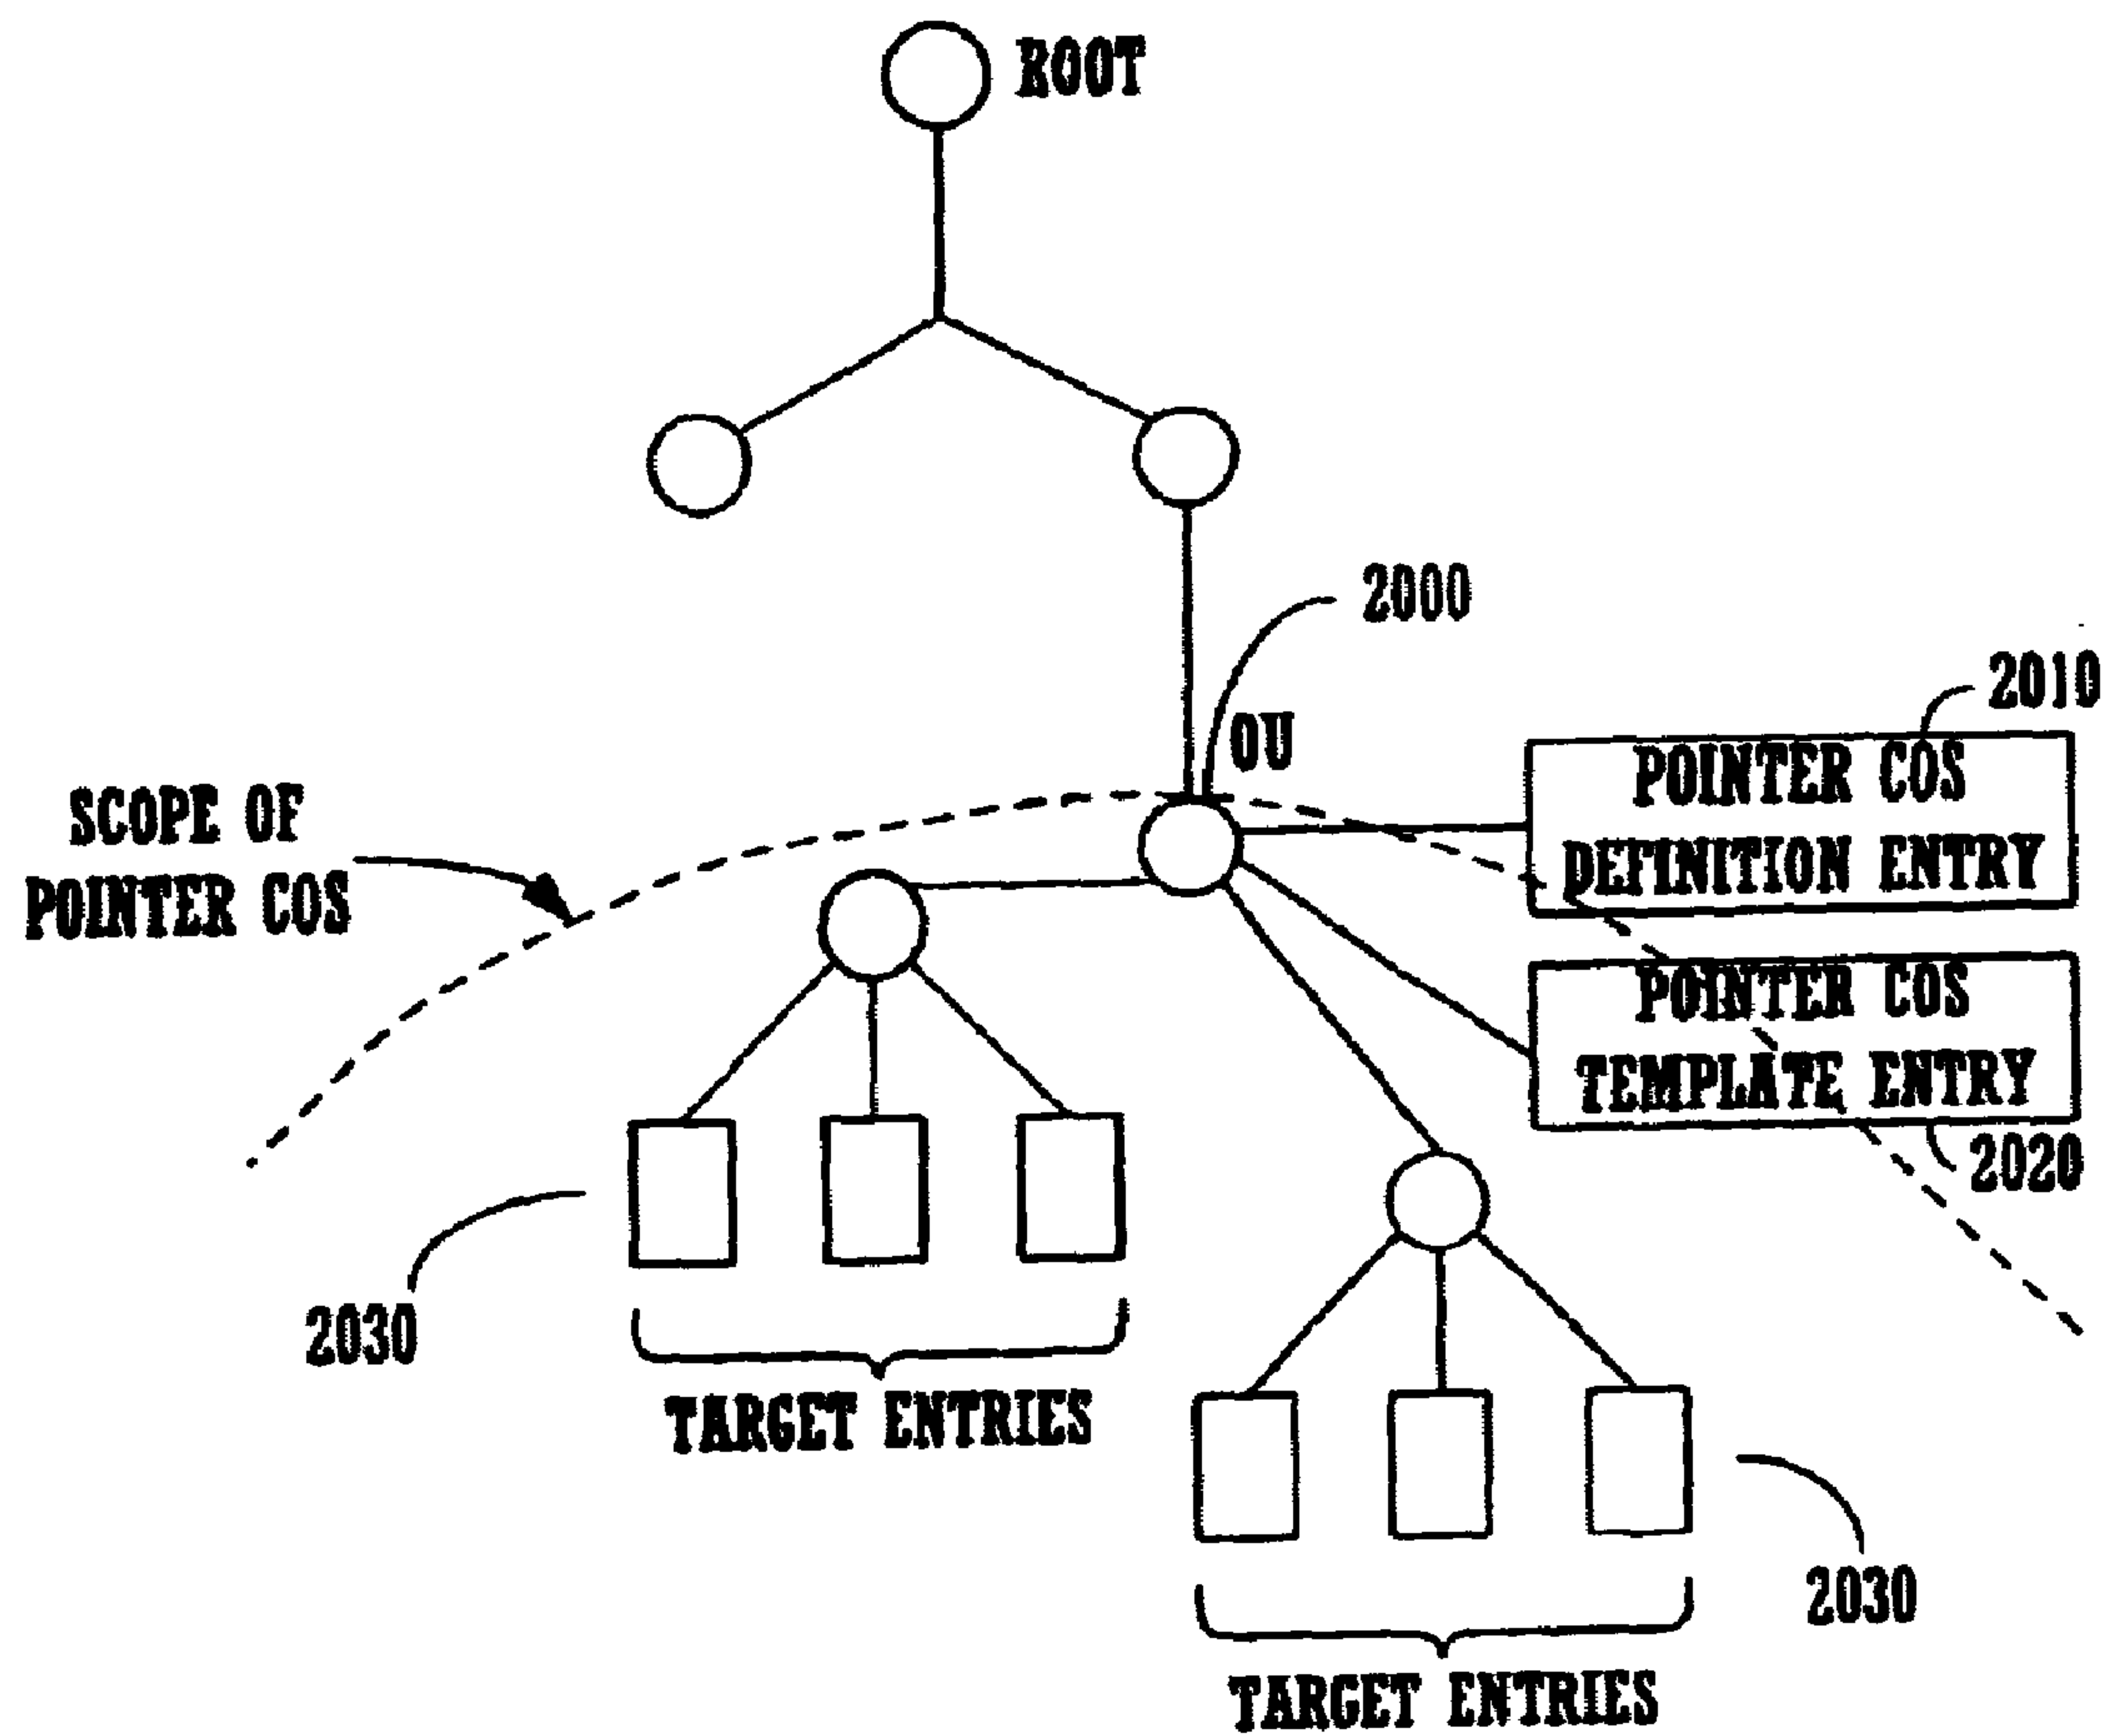 ROOT
2000
2010
OU
POINTER COS
DEFINITION ENTRY
SCOPE OF
POINTER COS
POINTER COS
TEMPLATE ENTRY
2020
2030
TARGET ENTRIES
2030
TARGET ENTRIES